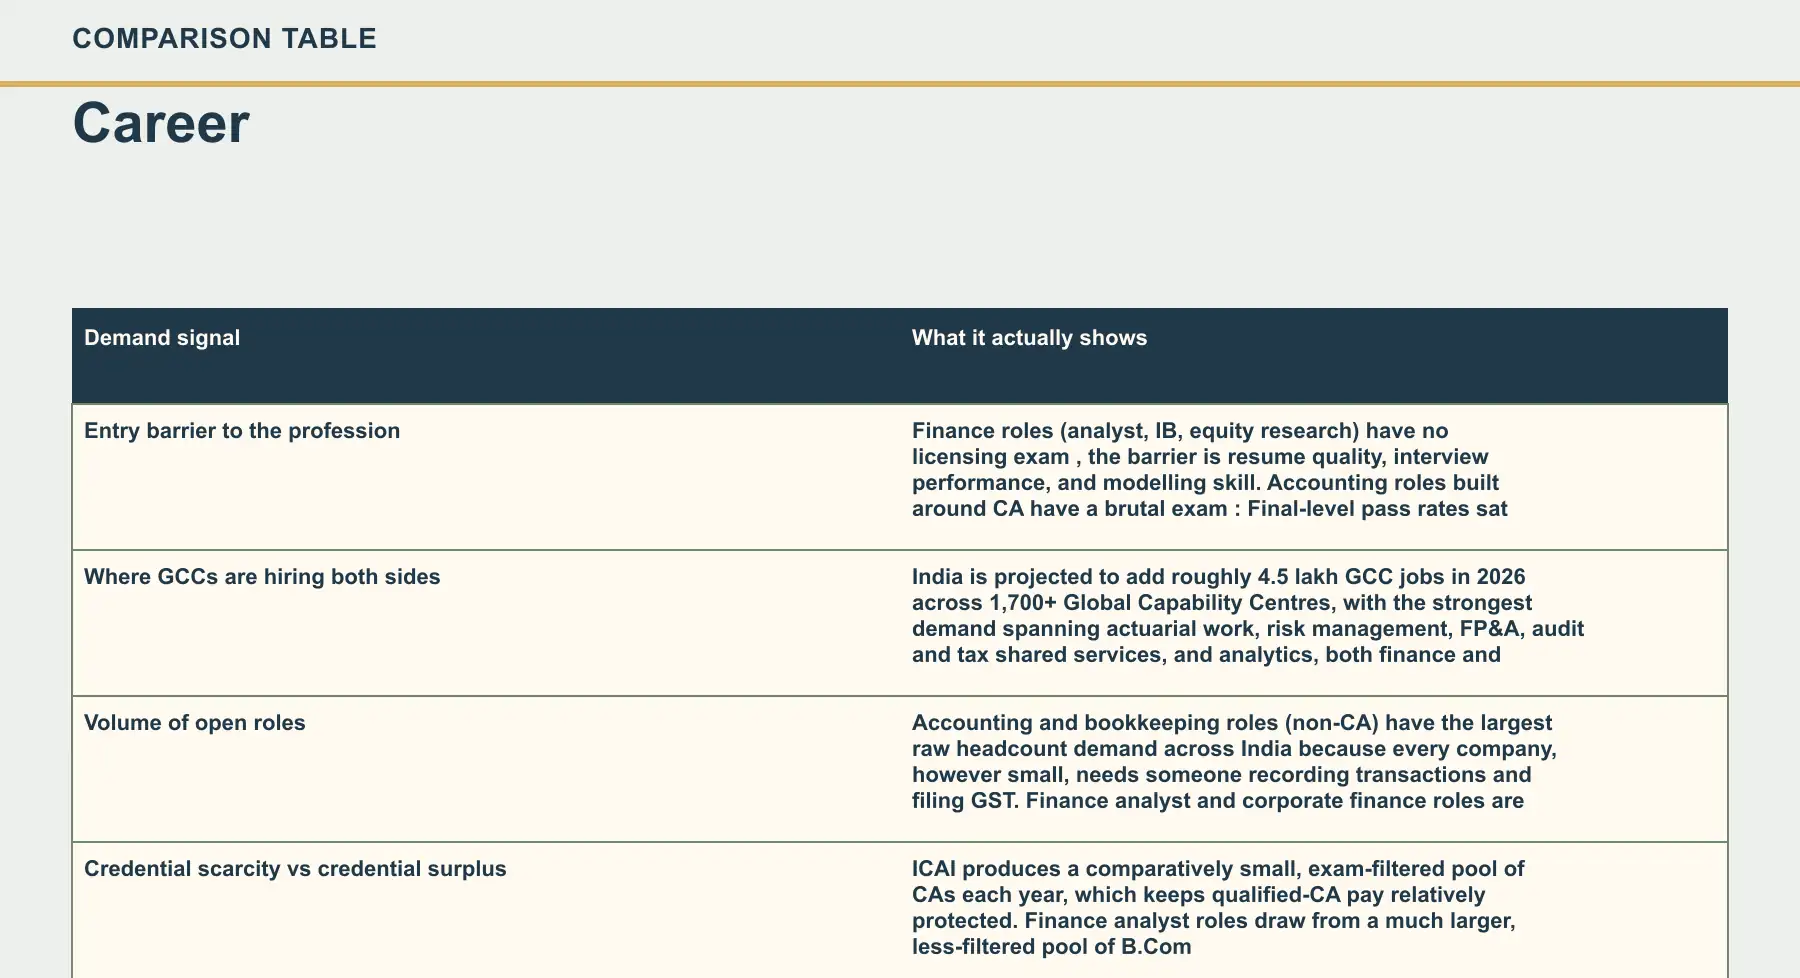 COMPARISON TABLE
Career
Demand signal
What it actually shows
Entry barrier to the profession
Finance roles (analyst, IB, equity research) have no
licensing exam , the barrier is resume quality, interview
performance, and modelling skill. Accounting roles built
around CA have a brutal exam : Final-level pass rates sat
Where GCCs are hiring both sides
India is projected to add roughly 4.5 lakh GCC jobs in 2026
across 1,700+ Global Capability Centres, with the strongest
demand spanning actuarial work, risk management, FP&A, audit
and tax shared services, and analytics, both finance and
Volume of open roles
Accounting and bookkeeping roles (non-CA) have the largest
raw headcount demand across India because every company,
however small, needs someone recording transactions and
filing GST. Finance analyst and corporate finance roles are
Credential scarcity vs credential surplus
ICAI produces a comparatively small, exam-filtered pool of
CAs each year, which keeps qualified-CA pay relatively
protected. Finance analyst roles draw from a much larger,
less-filtered pool of B.Com